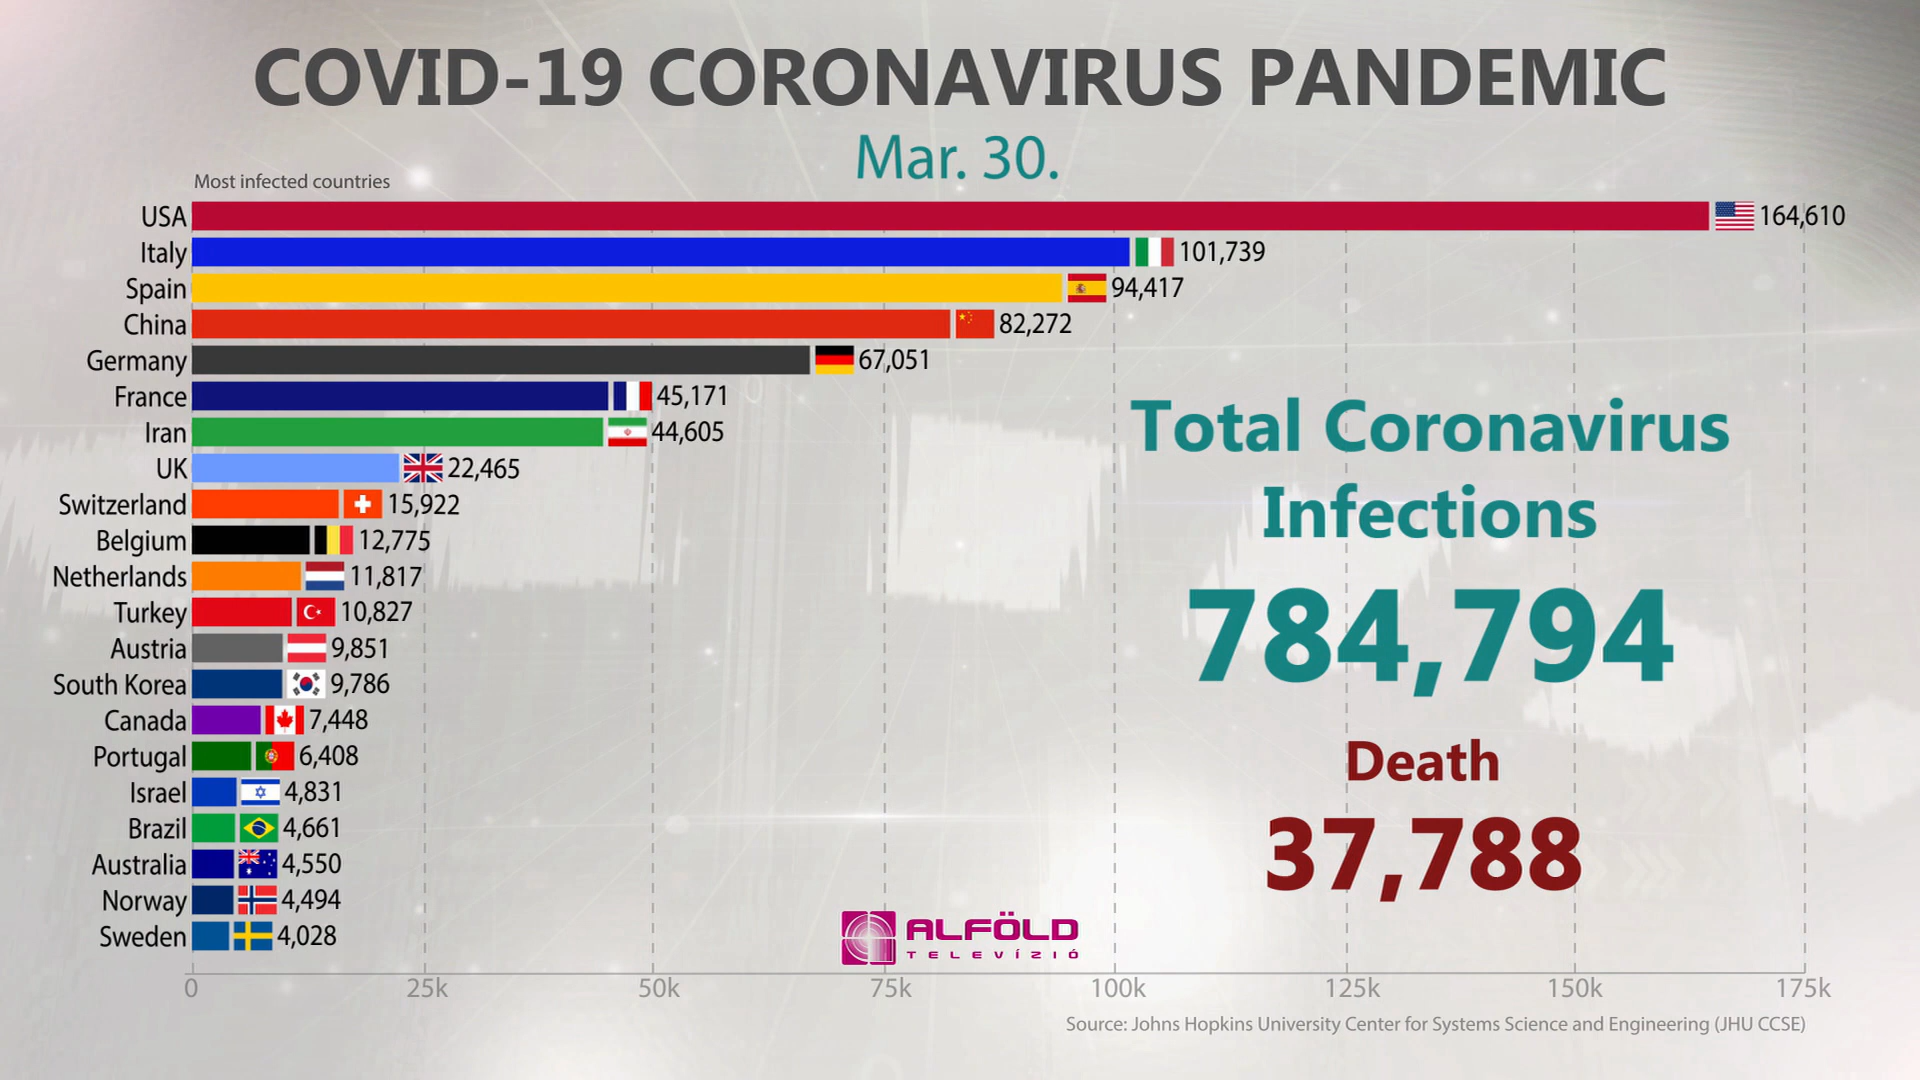 COVID-19 CORONAVIRUS PANDEMIC
Mar. 30.
Most infected countries
USA 164,610
Italy 101,739
Spain 94,417
China 82,272
Germany 67,051
France 45,171
Iran 44,605
UK 22,465
Switzerland 15,922
Belgium 12,775
Netherlands 11,817
Turkey 10,827
Austria 9,851
South Korea 9,786
Canada 7,448
Portugal 6,408
Israel 4,831
Brazil 4,661
Australia 4,550
Norway 4,494
Sweden 4,028
Total Coronavirus
Infections
784,794
Death
37,788
ALFÖLD
TELEVÍZIÓ
0 25k 50k 75k 100k 125k 150k 175k
Source: Johns Hopkins University Center for Systems Science and Engineering (JHU CCSE)